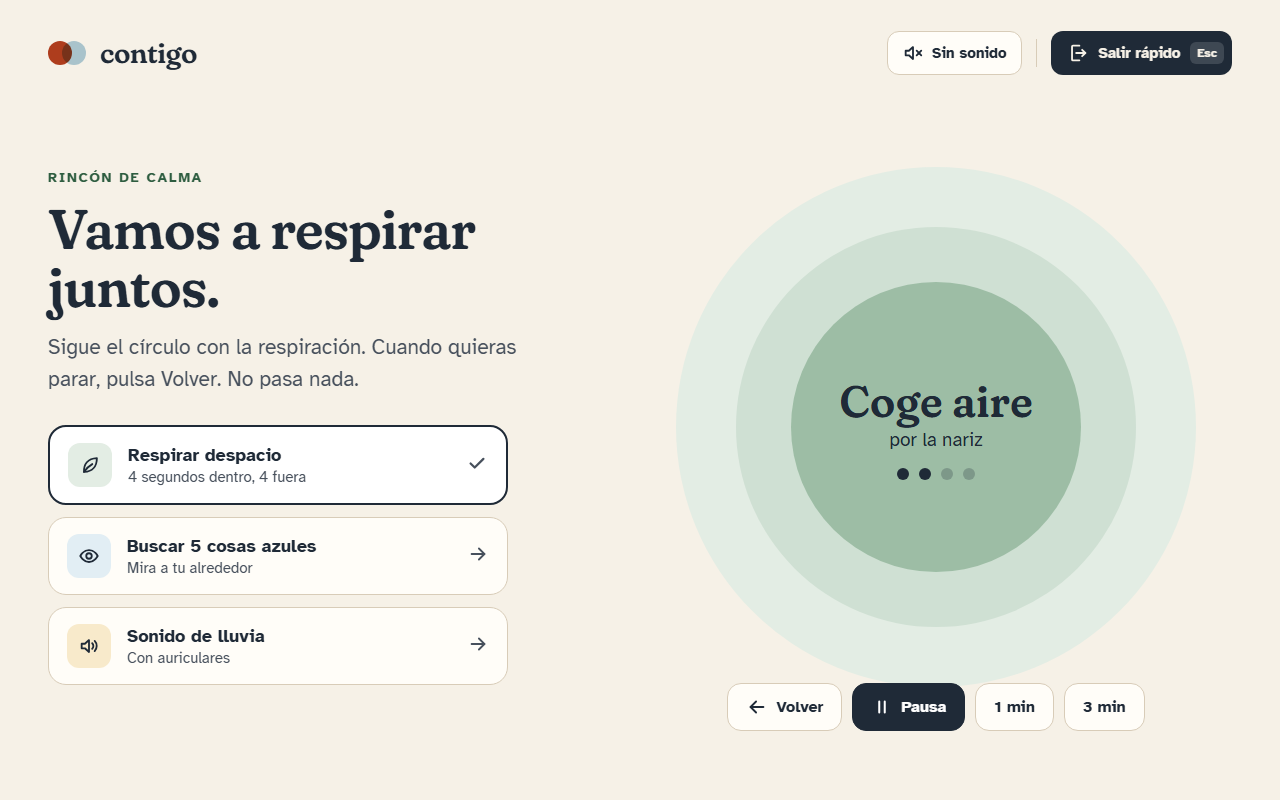 contigo
Sin sonido
Salir rápido Esc
RINCÓN DE CALMA
Vamos a respirar
juntos.
Sigue el círculo con la respiración. Cuando quieras
parar, pulsa Volver. No pasa nada.
Respirar despacio
4 segundos dentro, 4 fuera
Buscar 5 cosas azules
Mira a tu alrededor
Sonido de lluvia
Con auriculares
Coge aire
por la nariz
Volver
Pausa
1 min
3 min